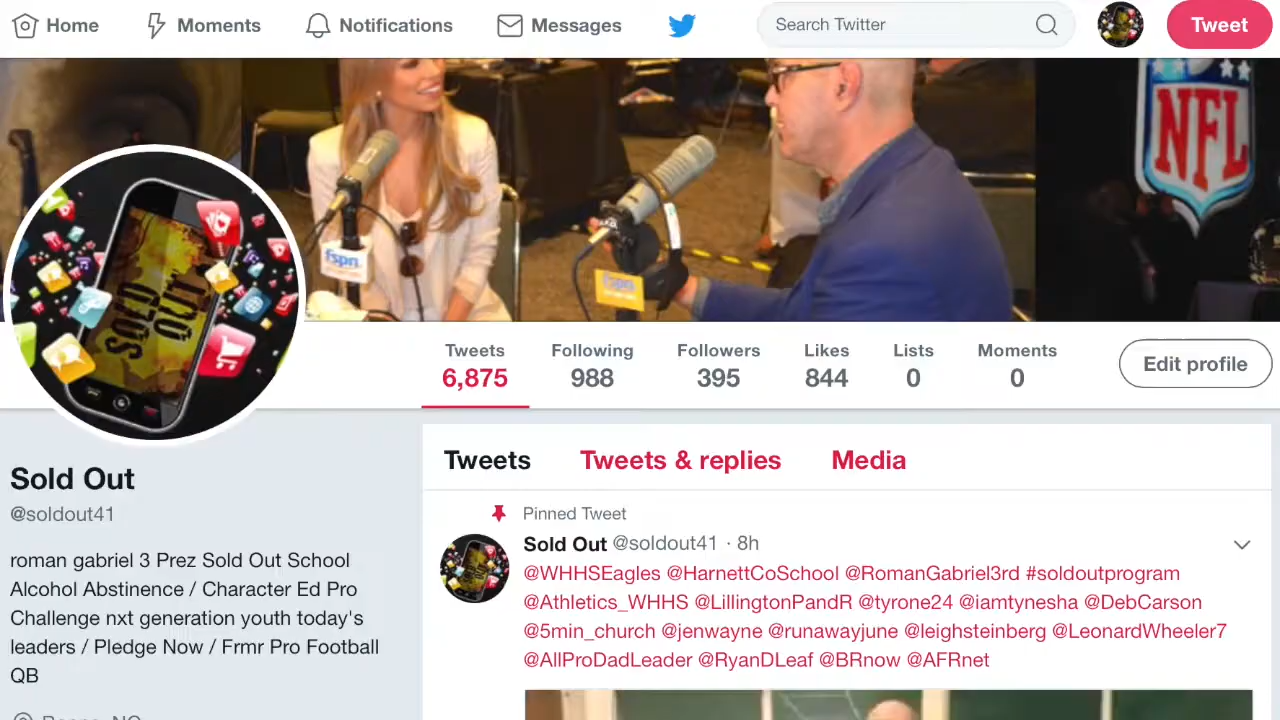 Home Moments Notifications Messages Search Twitter Tweet
NFL
fspn
fspn
SOLD OUT
Tweets Following Followers Likes Lists Moments
6,875 988 395 844 0 0
Edit profile
Tweets Tweets & replies Media
Pinned Tweet
Sold Out @soldout41 · 8h
@WHHSEagles @HarnettCoSchool @RomanGabriel3rd #soldoutprogram
@Athletics_WHHS @LillingtonPandR @tyrone24 @iamtynesha @DebCarson
@5min_church @jenwayne @runawayjune @leighsteinberg @LeonardWheeler7
@AllProDadLeader @RyanDLeaf @BRnow @AFRnet
Sold Out
@soldout41
roman gabriel 3 Prez Sold Out School
Alcohol Abstinence / Character Ed Pro
Challenge nxt generation youth today's
leaders / Pledge Now / Frmr Pro Football
QB